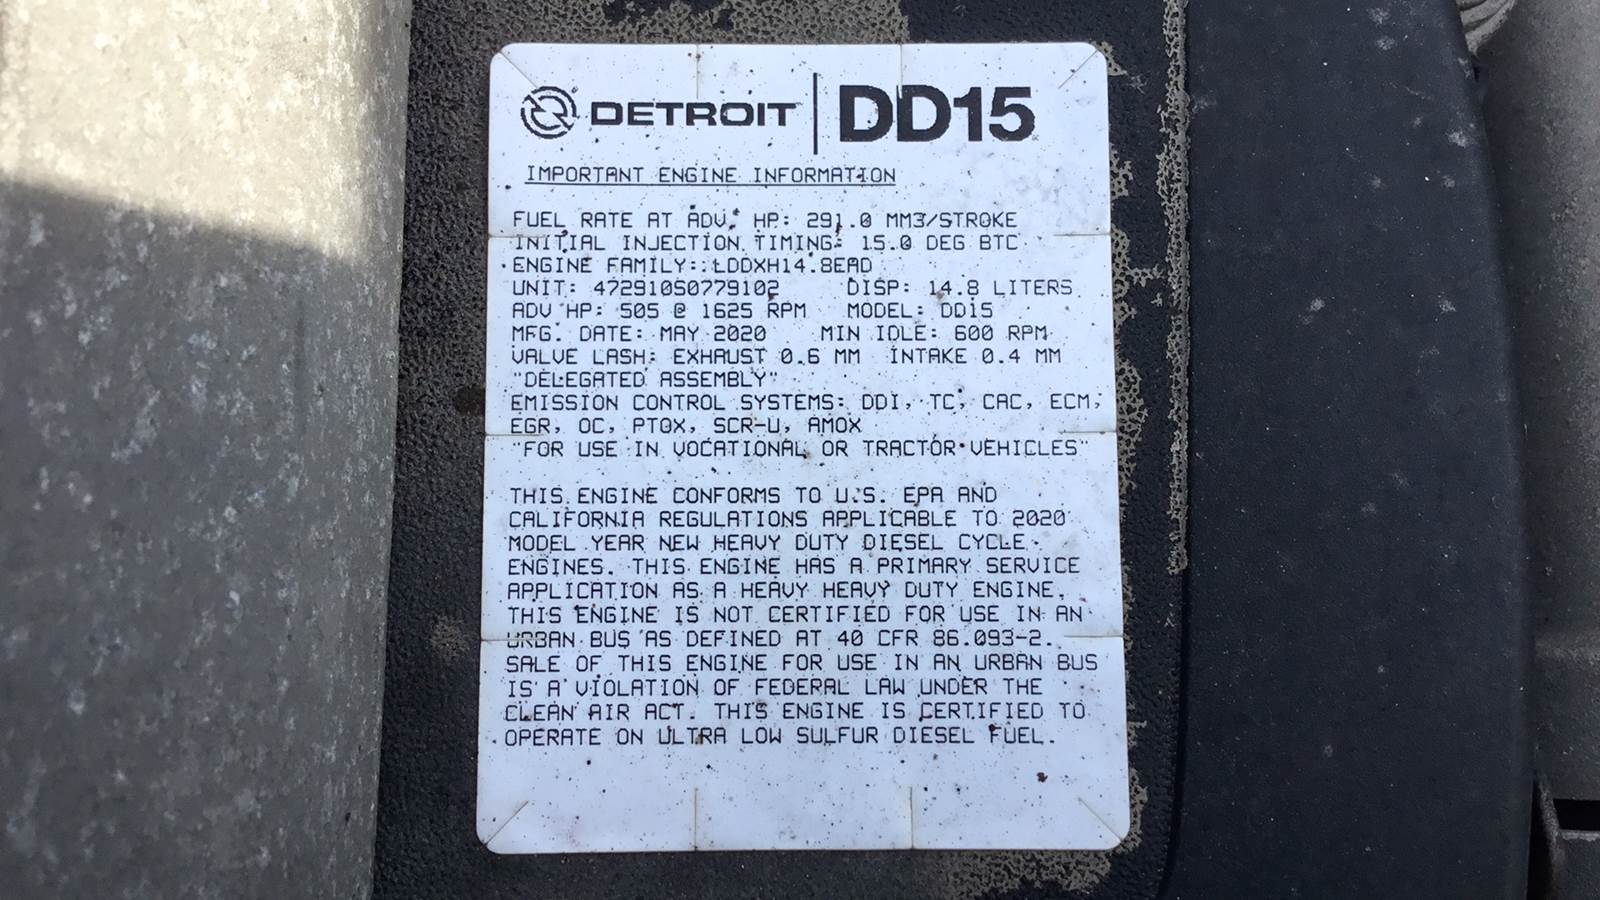 DETROIT DD15
IMPORTANT ENGINE INFORMATION
FUEL RATE AT ADV. HP: 291.0 MM3/STROKE
INITIAL INJECTION TIMING: 15.0 DEG BTC
ENGINE FAMILY: LDDXH14.8EAD
UNIT: 472910S0779102 DISP: 14.8 LITERS
ADV HP: 505 @ 1625 RPM MODEL: DD15
MFG. DATE: MAY 2020 MIN IDLE: 600 RPM
VALVE LASH: EXHAUST 0.6 MM INTAKE 0.4 MM
"DELEGATED ASSEMBLY"
EMISSION CONTROL SYSTEMS: DDI, TC, CAC, ECM,
EGR, OC, PTOX, SCR-U, AMOX
"FOR USE IN VOCATIONAL OR TRACTOR VEHICLES"
THIS ENGINE CONFORMS TO U.S. EPA AND
CALIFORNIA REGULATIONS APPLICABLE TO 2020
MODEL YEAR NEW HEAVY DUTY DIESEL CYCLE
ENGINES. THIS ENGINE HAS A PRIMARY SERVICE
APPLICATION AS A HEAVY HEAVY DUTY ENGINE.
THIS ENGINE IS NOT CERTIFIED FOR USE IN AN
URBAN BUS AS DEFINED AT 40 CFR 86.093-2.
SALE OF THIS ENGINE FOR USE IN AN URBAN BUS
IS A VIOLATION OF FEDERAL LAW UNDER THE
CLEAN AIR ACT. THIS ENGINE IS CERTIFIED TO
OPERATE ON ULTRA LOW SULFUR DIESEL FUEL.